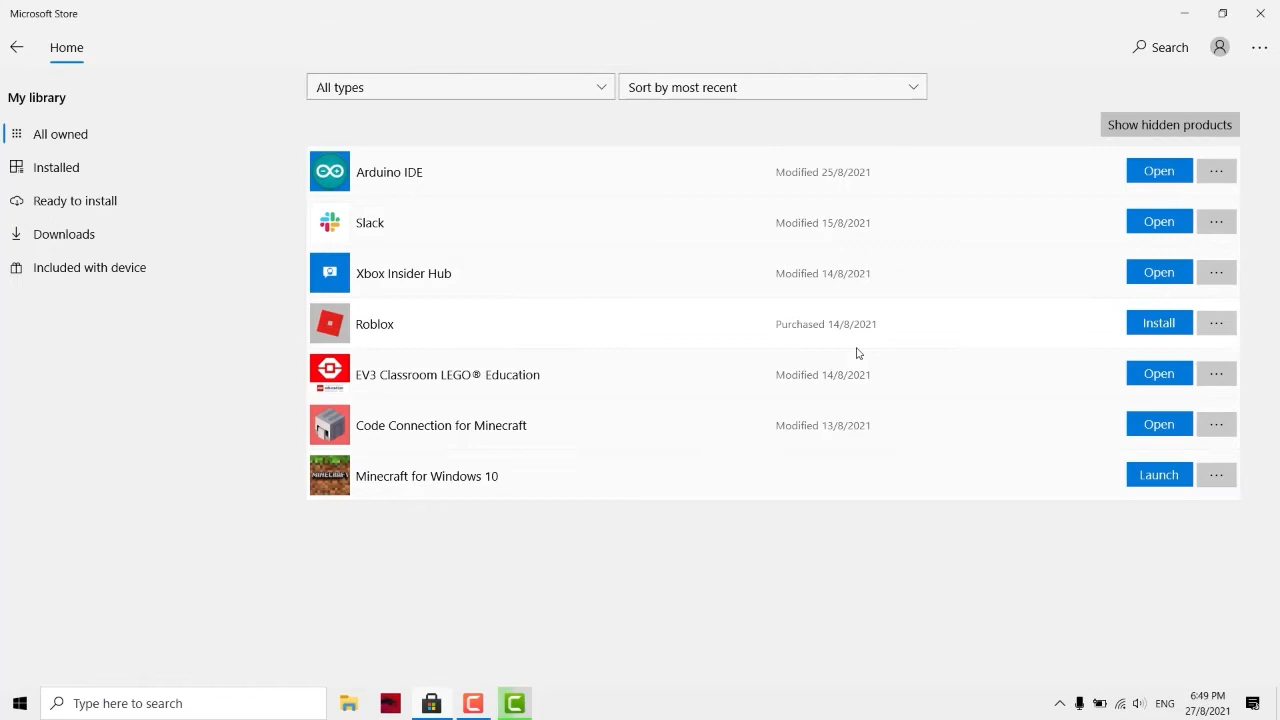 Microsoft Store
Home
Search
My library
All owned
Installed
Ready to install
Downloads
Included with device
All types
Sort by most recent
Show hidden products
Arduino IDE Modified 25/8/2021 Open
Slack Modified 15/8/2021 Open
Xbox Insider Hub Modified 14/8/2021 Open
Roblox Purchased 14/8/2021 Install
EV3 Classroom LEGO® Education Modified 14/8/2021 Open
Code Connection for Minecraft Modified 13/8/2021 Open
Minecraft for Windows 10 Launch
MINECRAFT
Type here to search
ENG
6:49 PM
27/8/2021